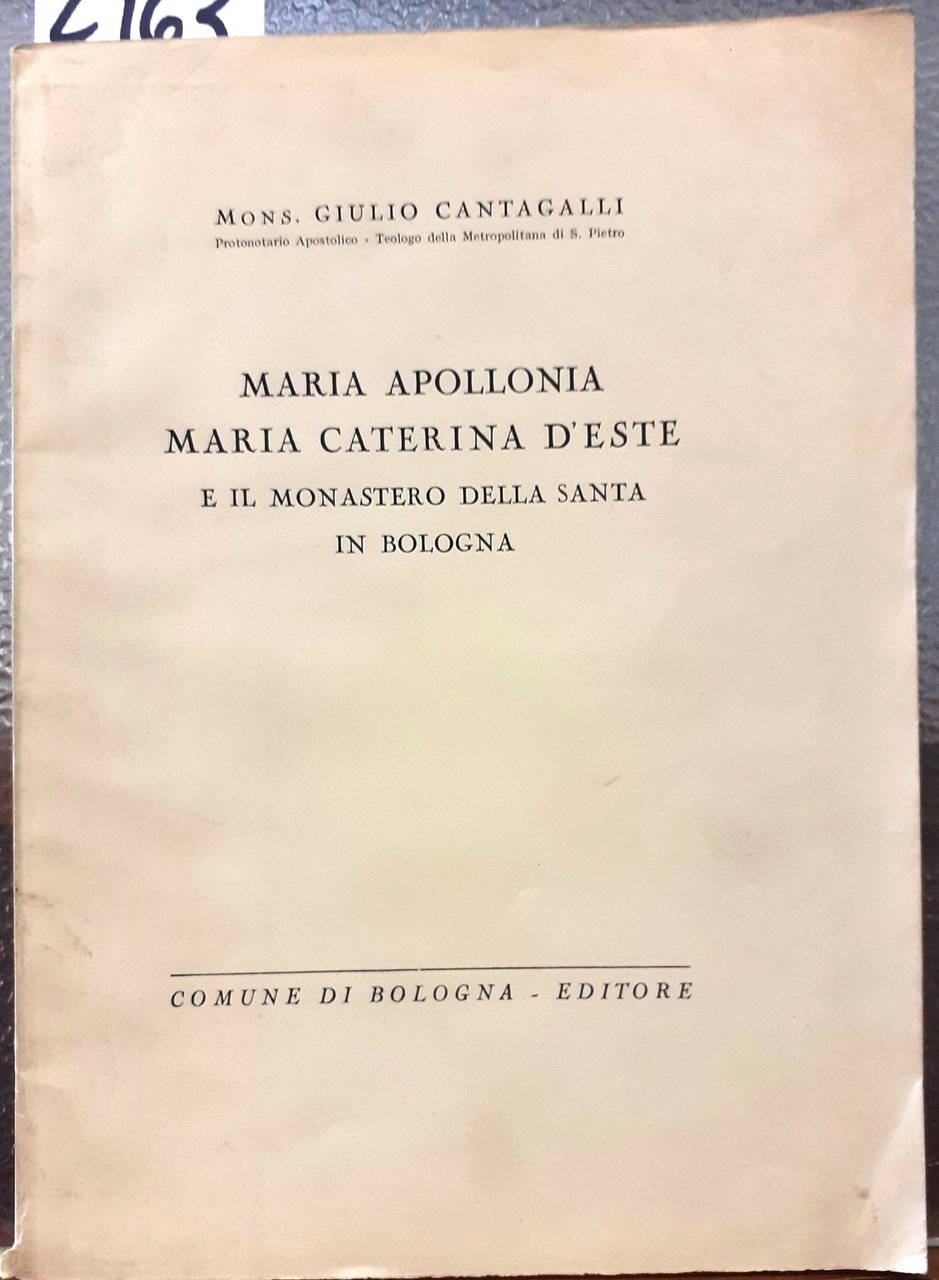 MONS. GIULIO CANTAGALLI
Protonotario Apostolico - Teologo della Metropolitana di S. Pietro
MARIA APOLLONIA
MARIA CATERINA D'ESTE
E IL MONASTERO DELLA SANTA
IN BOLOGNA
COMUNE DI BOLOGNA - EDITORE